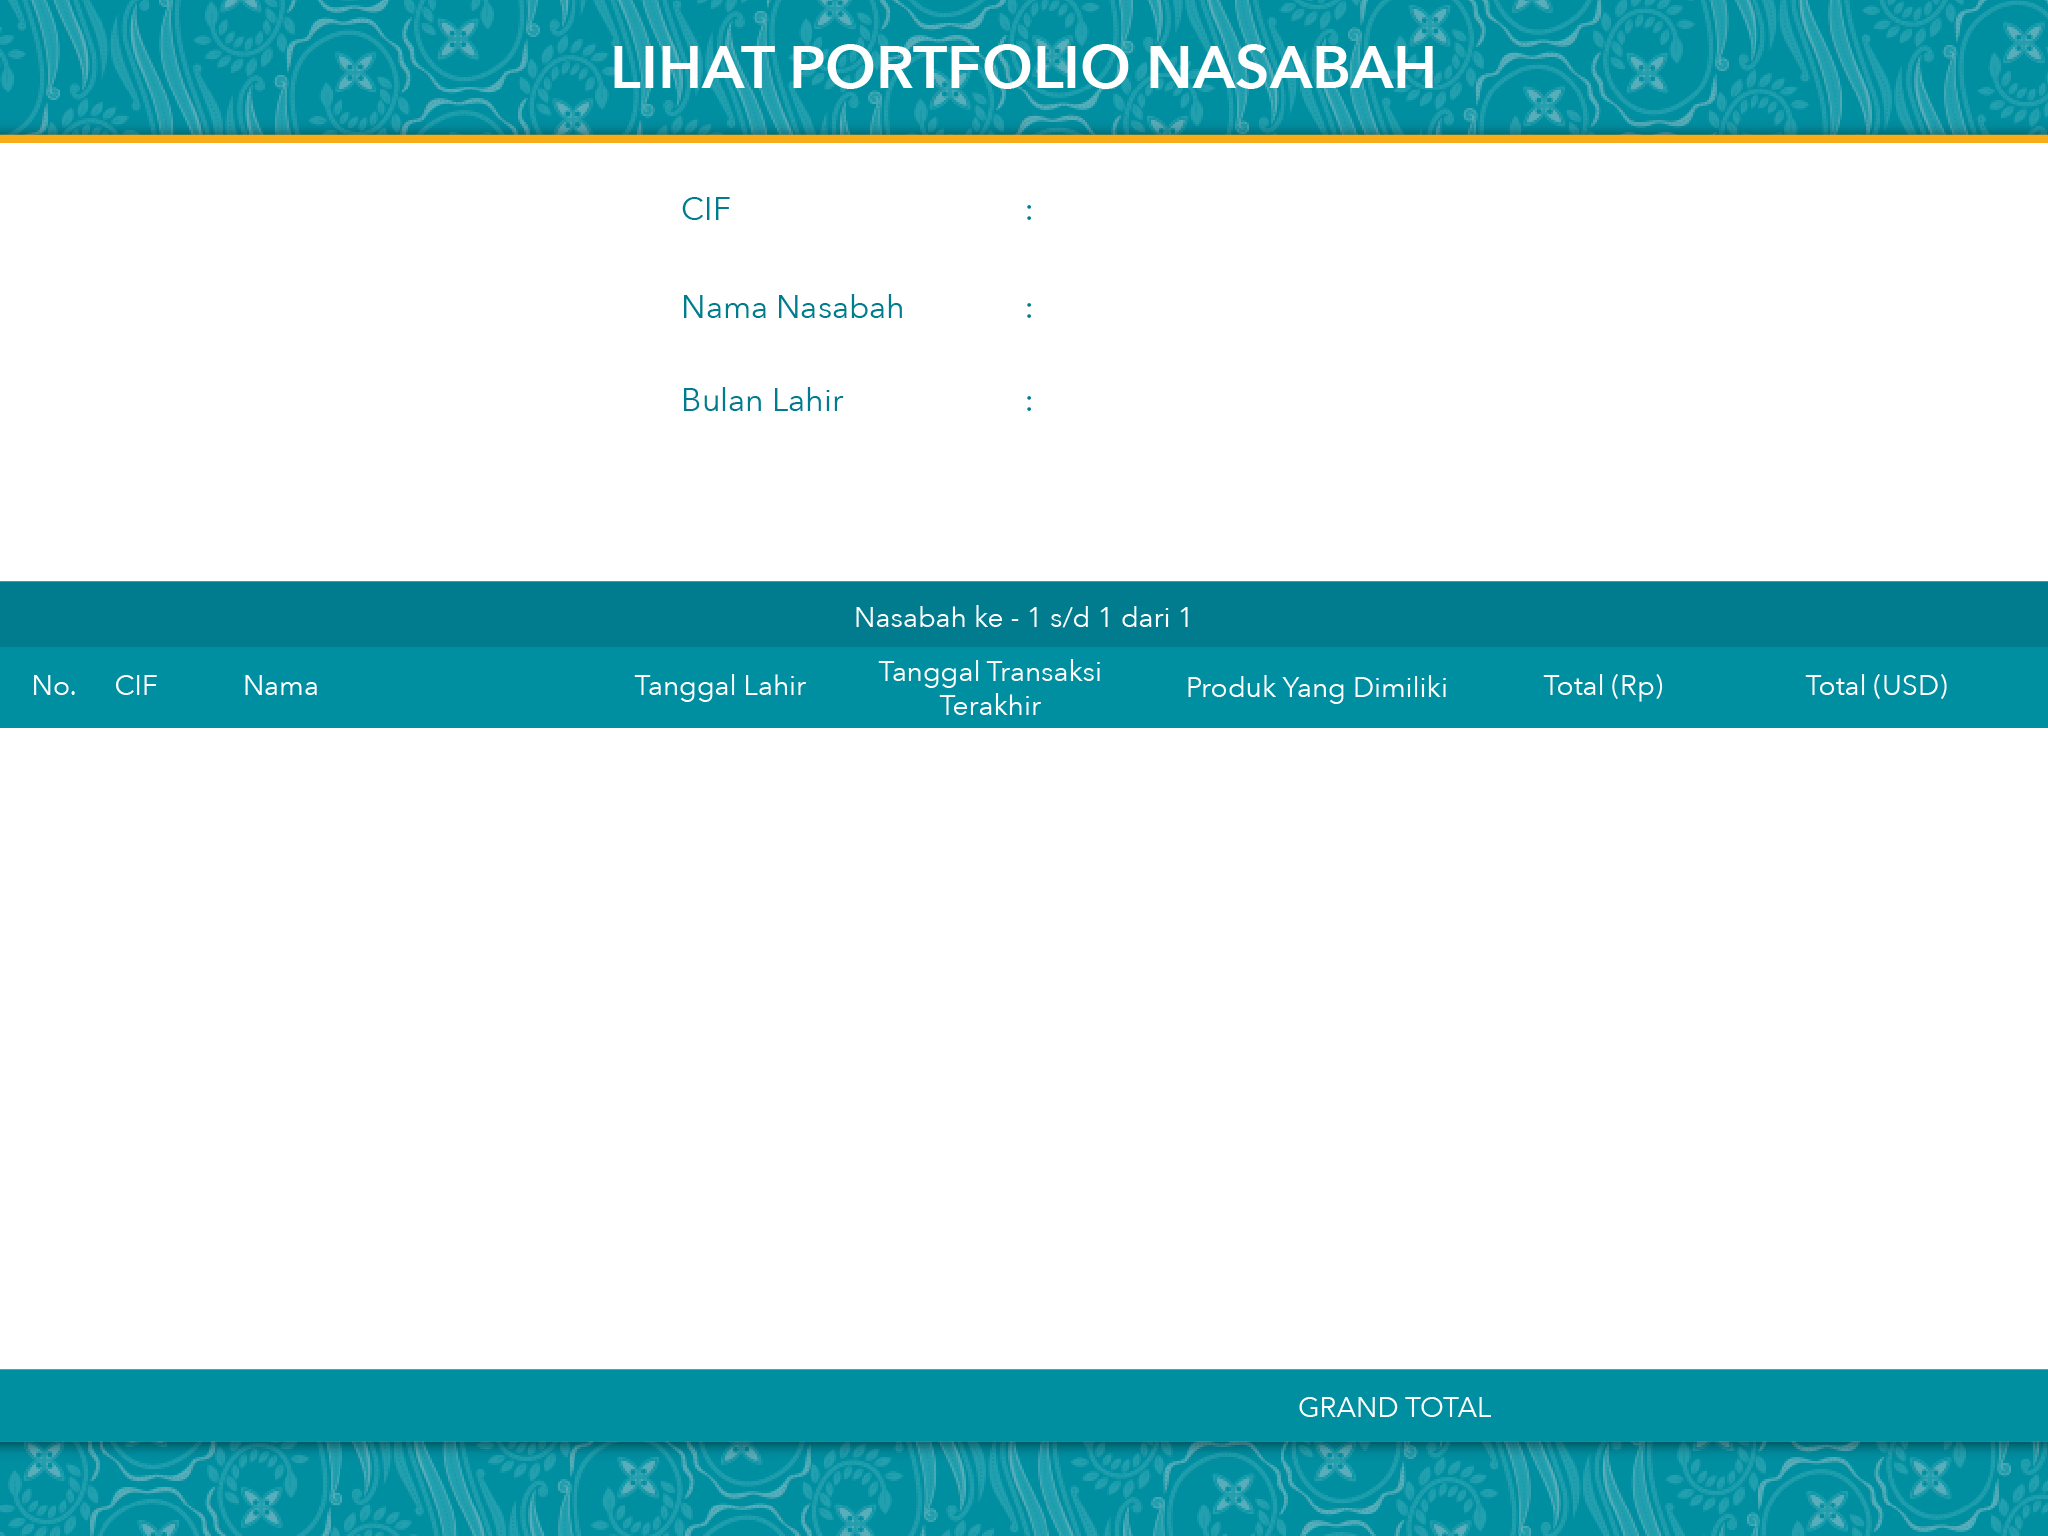 LIHAT PORTFOLIO NASABAH
CIF :
Nama Nasabah :
Bulan Lahir :
Nasabah ke - 1 s/d 1 dari 1
No. CIF Nama Tanggal Lahir Tanggal Transaksi Terakhir Produk Yang Dimiliki Total (Rp) Total (USD)
GRAND TOTAL